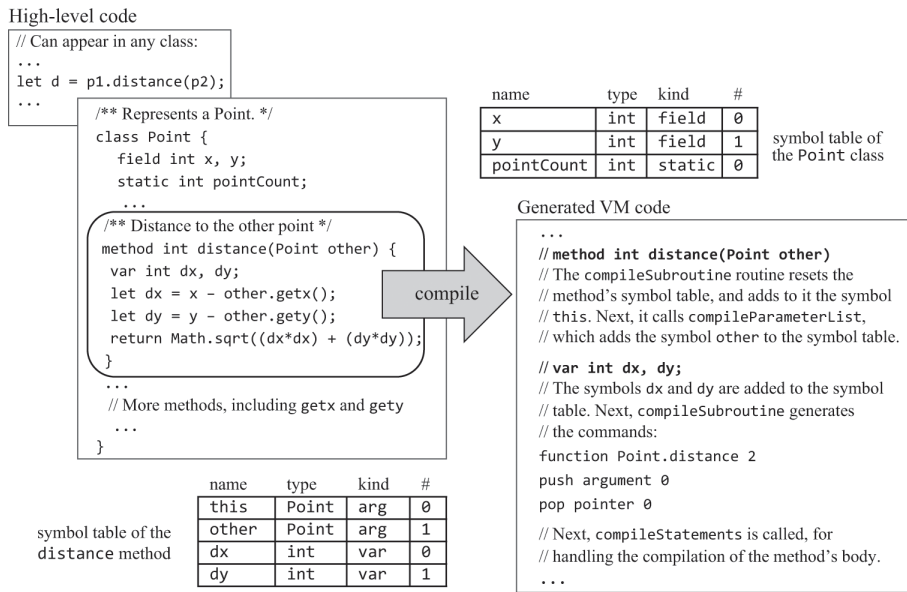 High-level code
// Can appear in any class:
...
let d = p1.distance(p2);
...
/** Represents a Point. */
class Point {
field int x, y;
static int pointCount;
...
/** Distance to the other point */
method int distance(Point other) {
var int dx, dy;
let dx = x – other.getx();
let dy = y – other.gety();
return Math.sqrt((dx*dx) + (dy*dy));
}
...
// More methods, including getx and gety
...
}
compile
name type kind #
x int field 0
y int field 1
pointCount int static 0
symbol table of
the Point class
Generated VM code
...
// method int distance(Point other)
// The compileSubroutine routine resets the
// method’s symbol table, and adds to it the symbol
// this. Next, it calls compileParameterList,
// which adds the symbol other to the symbol table.
// var int dx, dy;
// The symbols dx and dy are added to the symbol
// table. Next, compileSubroutine generates
// the commands:
function Point.distance 2
push argument 0
pop pointer 0
// Next, compileStatements is called, for
// handling the compilation of the method’s body.
...
name type kind #
this Point arg 0
other Point arg 1
dx int var 0
dy int var 1
symbol table of the
distance method